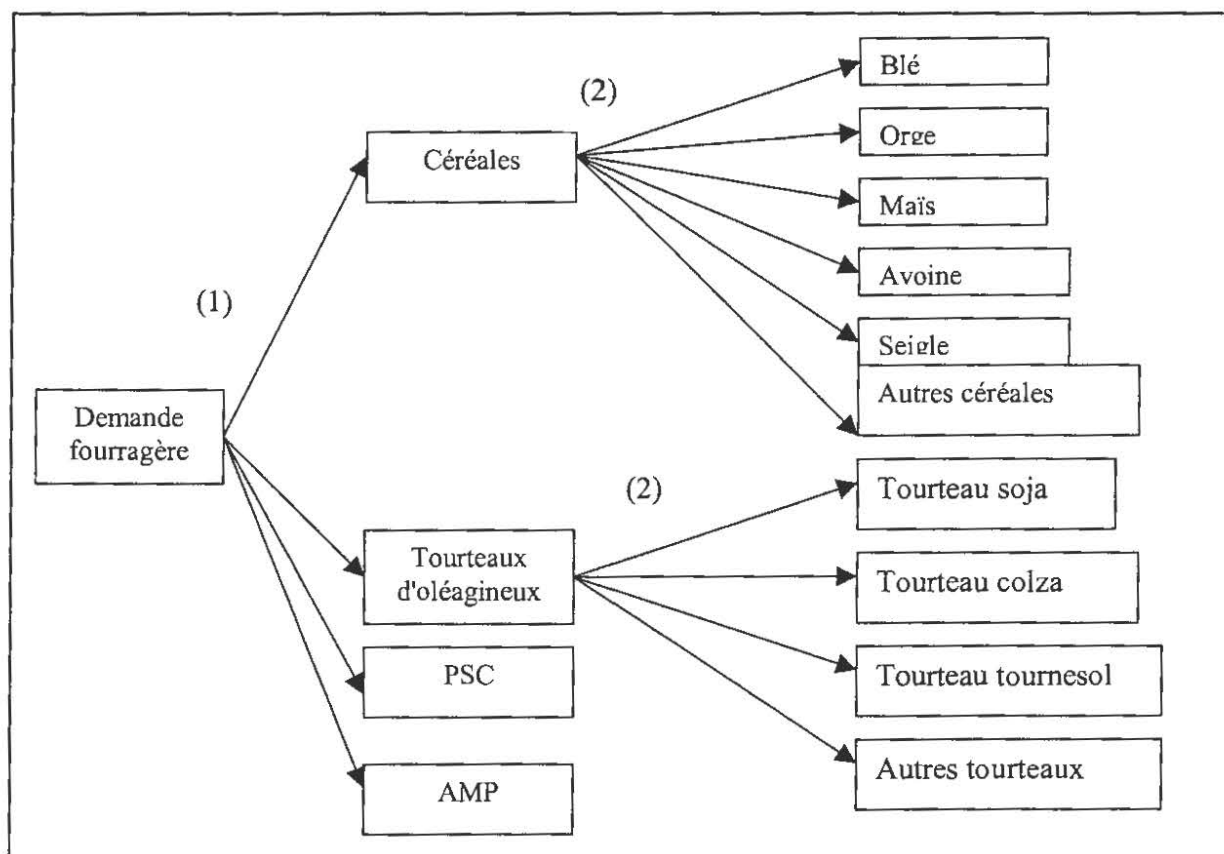 (2)
Blé
Orge
Céréales
Maïs
Avoine
(1)
Seigle
Autres céréales
Demande
fourragère
(2)
Tourteau soja
Tourteaux
d'oléagineux
Tourteau colza
PSC
Tourteau tournesol
AMP
Autres tourteaux